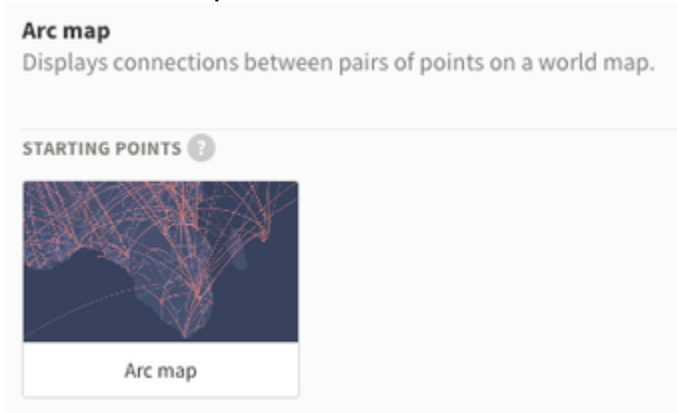 Arc map
Displays connections between pairs of points on a world map.
STARTING POINTS ?
Arc map